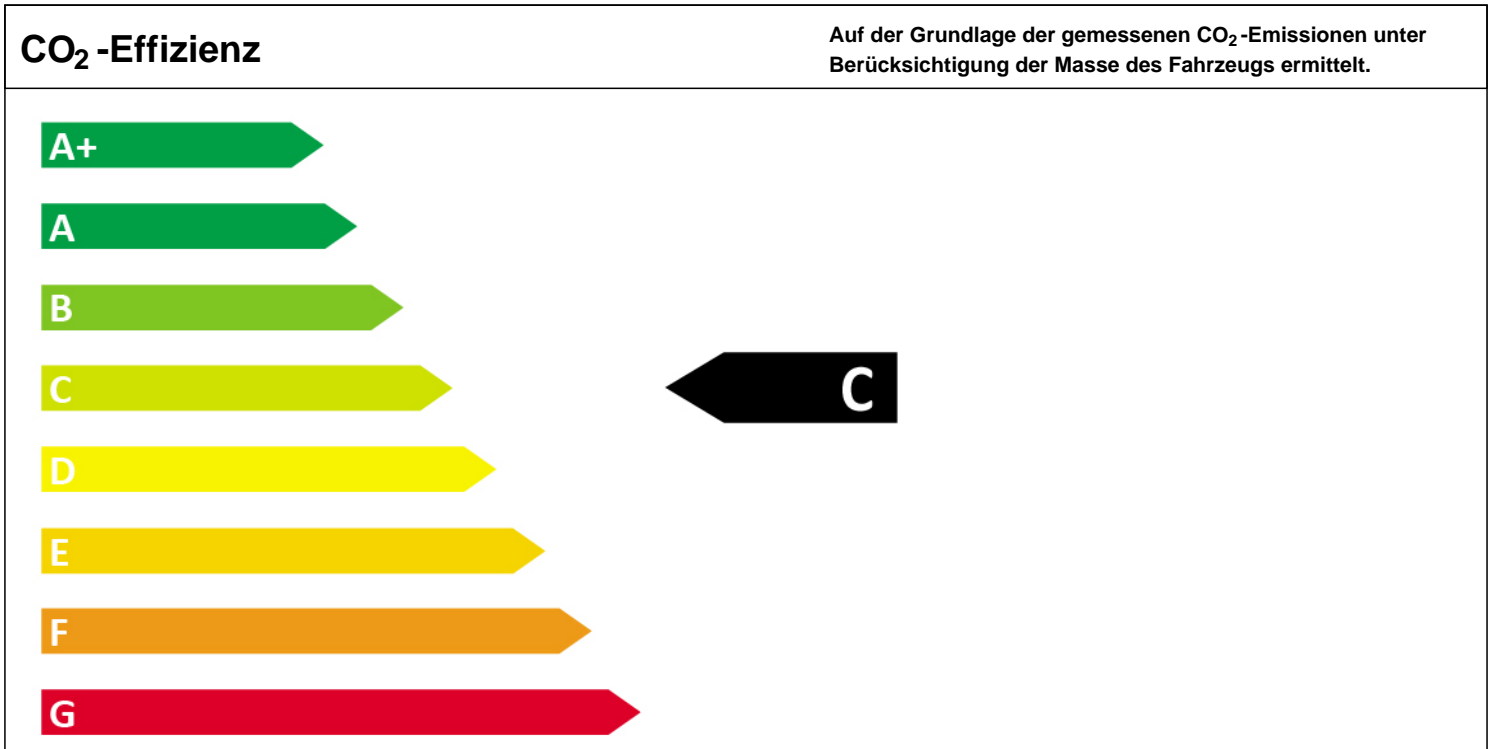 CO₂ -Effizienz
Auf der Grundlage der gemessenen CO₂ -Emissionen unter
Berücksichtigung der Masse des Fahrzeugs ermittelt.
A+
A
B
C
C
D
E
F
G